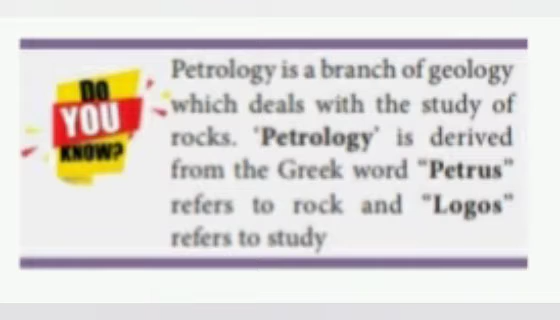 DO
YOU
KNOW?
Petrology is a branch of geology
which deals with the study of
rocks. 'Petrology' is derived
from the Greek word "Petrus"
refers to rock and "Logos"
refers to study